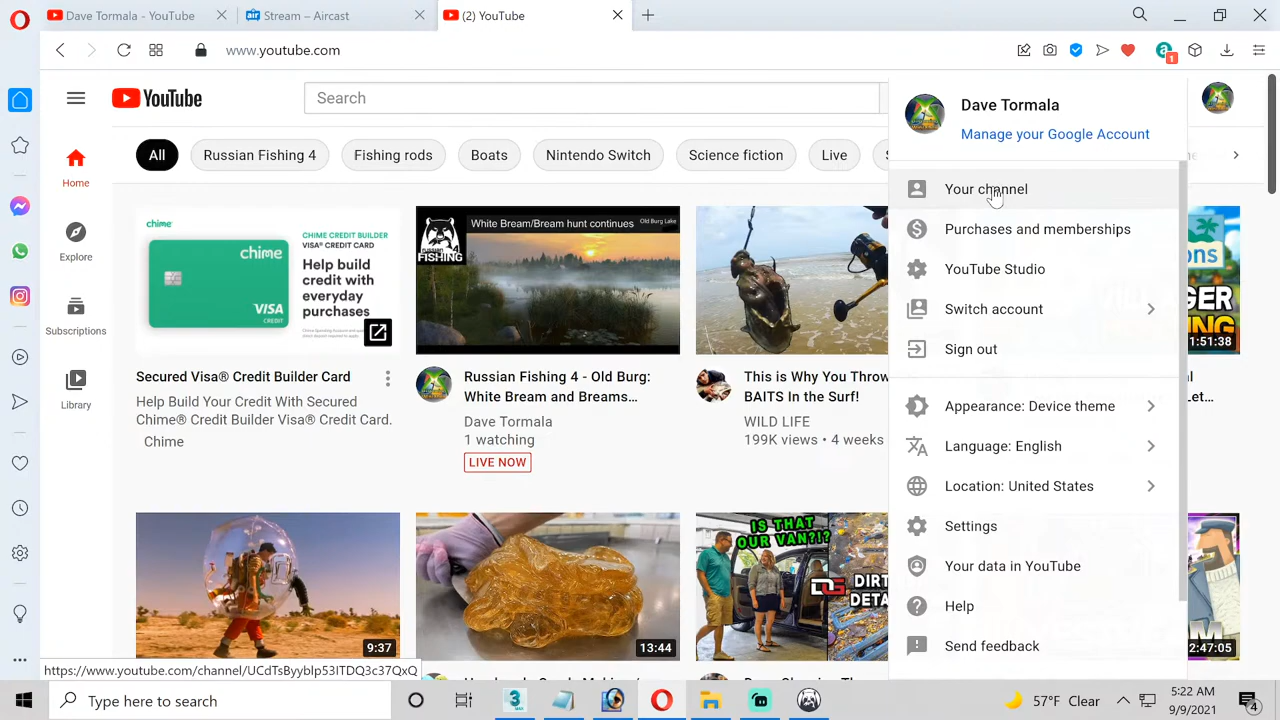 Dave Tormala - YouTube
Stream – Aircast
(2) YouTube
www.youtube.com
1
YouTube
Search
Dave Tormala
Manage your Google Account
All
Russian Fishing 4
Fishing rods
Boats
Nintendo Switch
Science fiction
Live
Home
Explore
Subscriptions
Library
Your channel
Purchases and memberships
YouTube Studio
Switch account
Sign out
Appearance: Device theme
Language: English
Location: United States
Settings
Your data in YouTube
Help
Send feedback
chime
CHIME CREDIT BUILDER
VISA® CREDIT CARD
Help build
credit with
everyday
purchases
chime
VISA
CREDIT
Secured Visa® Credit Builder Card
Help Build Your Credit With Secured
Chime® Credit Builder Visa® Credit Card.
Chime
White Bream/Bream hunt continues
Old Burg Lake
RUSSIAN
FISHING
Russian Fishing 4 - Old Burg:
White Bream and Breams...
Dave Tormala
1 watching
LIVE NOW
This is Why You Throw
BAITS In the Surf!
WILD LIFE
199K views • 4 weeks
1:51:38
9:37
13:44
IS THAT
OUR VAN?!?
2:47:05
https://www.youtube.com/channel/UCdTsByyblp53ITDQ3c37QxQ
Type here to search
57°F Clear
5:22 AM
9/9/2021
4